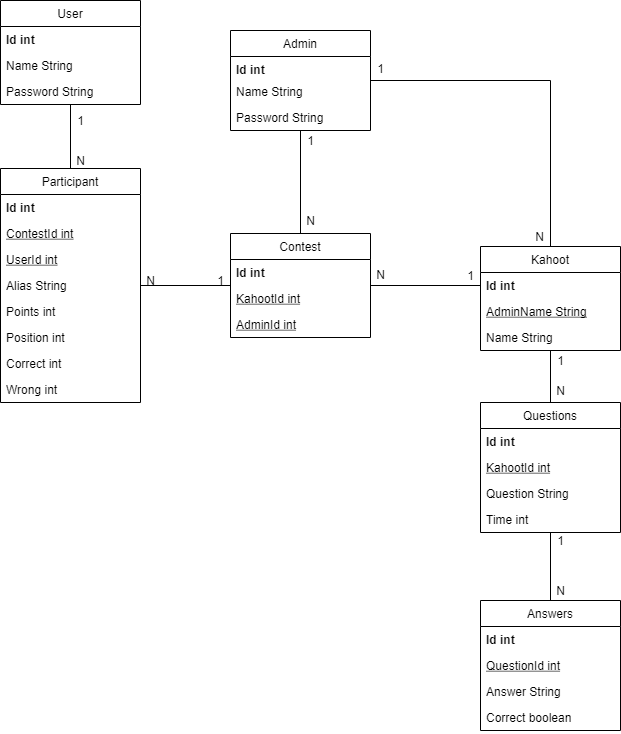 User
Id int
Name String
Password String
1
N
Participant
Id int
ContestId int
UserId int
Alias String
Points int
Position int
Correct int
Wrong int
N
1
Admin
Id int
Name String
Password String
1
N
1
N
Contest
Id int
KahootId int
AdminId int
N
1
Kahoot
Id int
AdminName String
Name String
1
N
Questions
Id int
KahootId int
Question String
Time int
1
N
Answers
Id int
QuestionId int
Answer String
Correct boolean